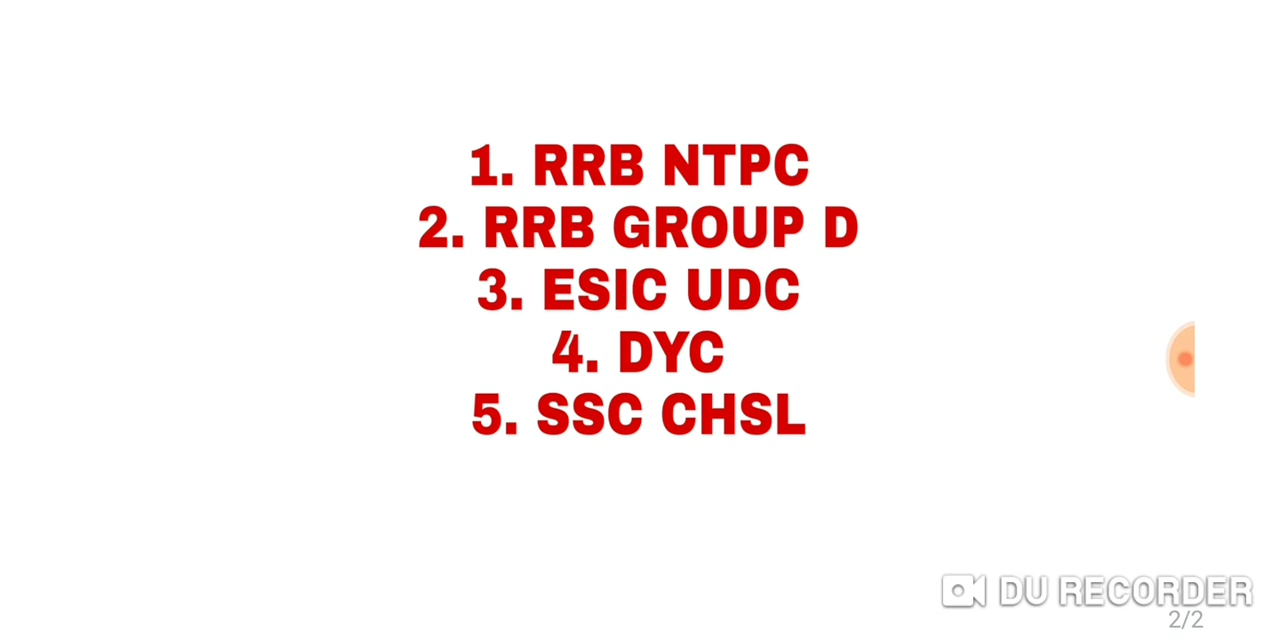 1. RRB NTPC
2. RRB GROUP D
3. ESIC UDC
4. DYC
5. SSC CHSL
DU RECORDER
2/2